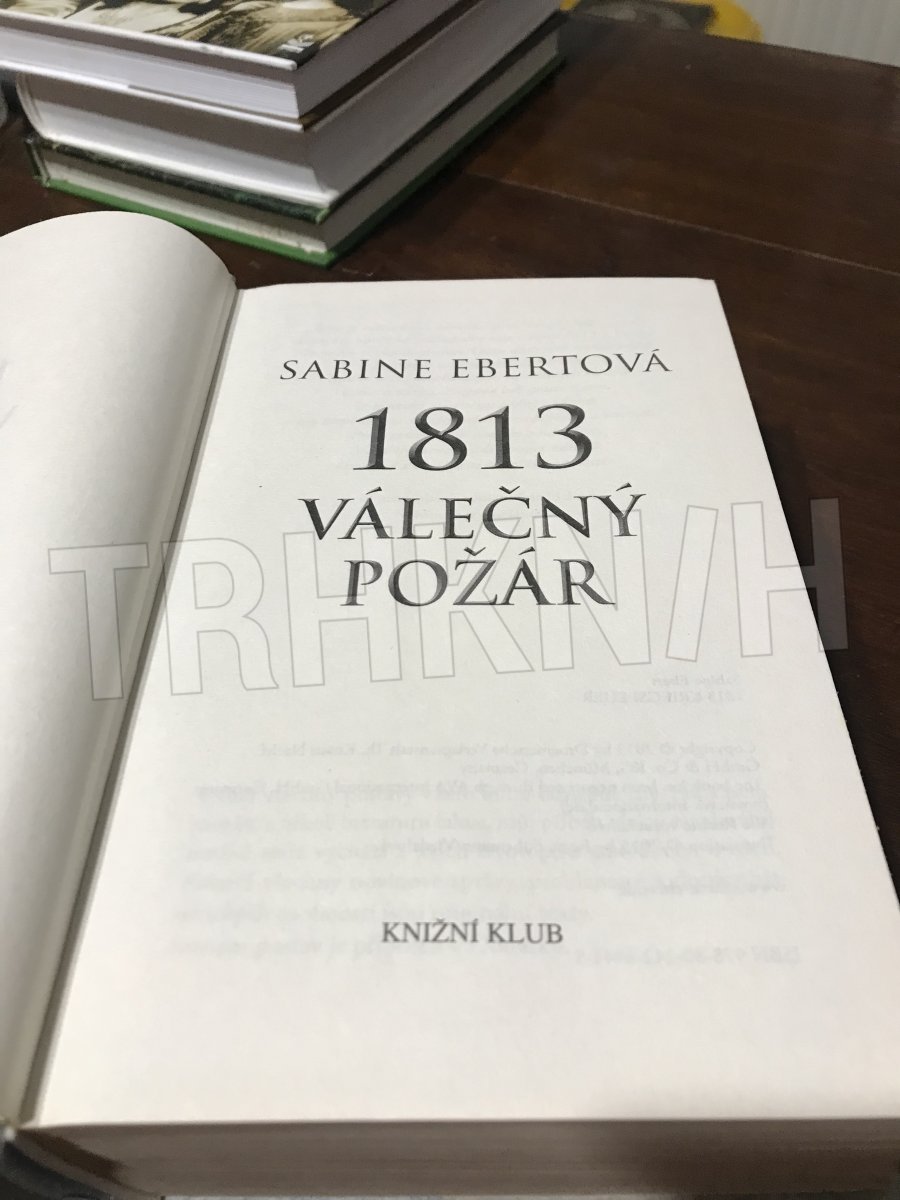 SABINE EBERTOVÁ
1813
VÁLEČNÝ
POŽÁR
TRHKNIH
KNIŽNÍ KLUB